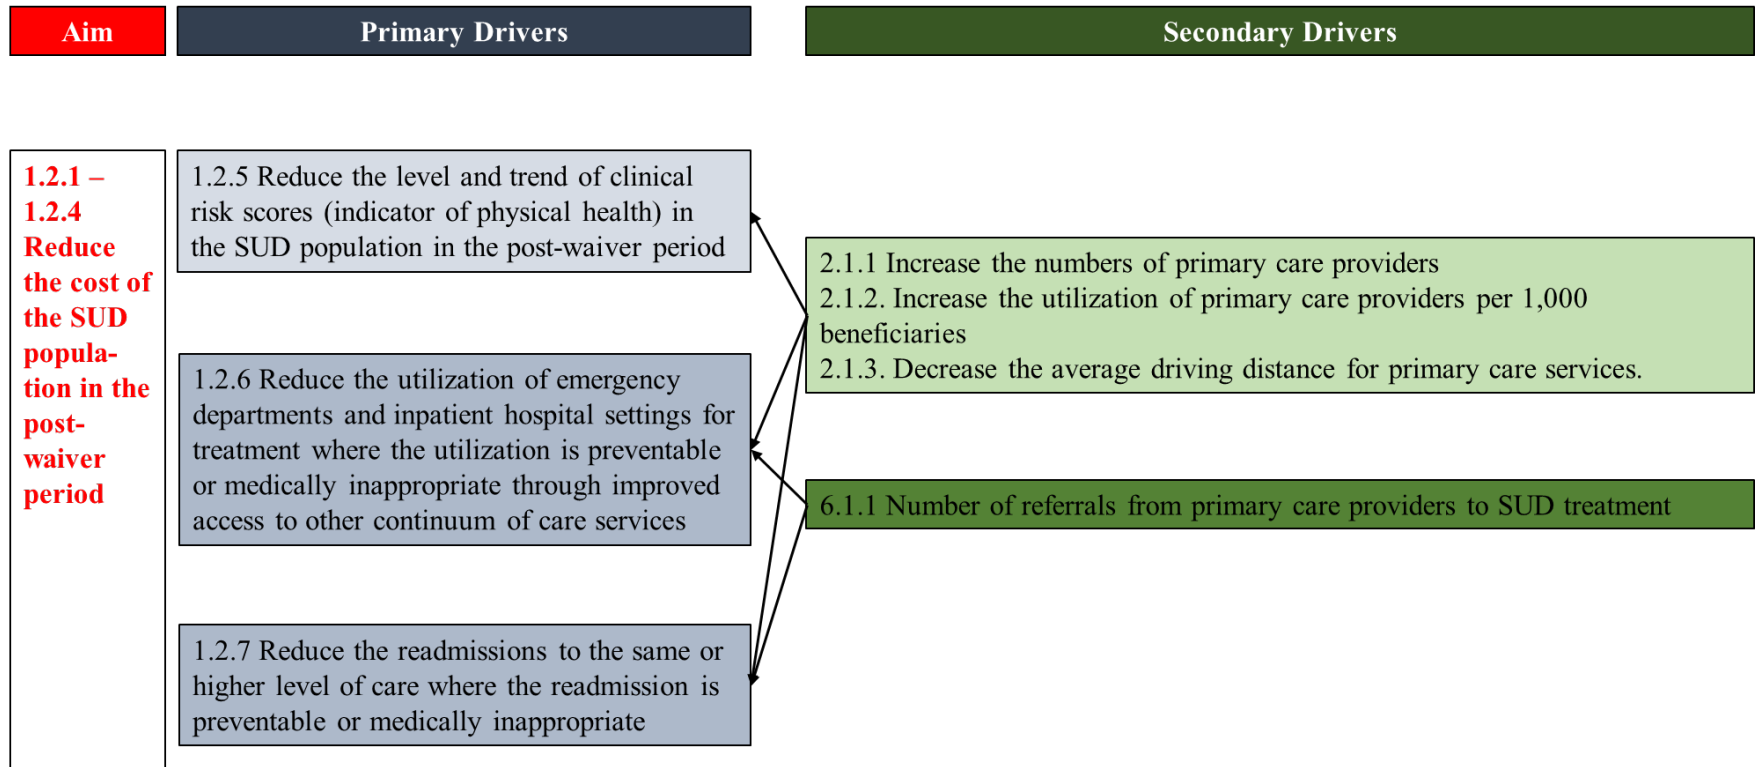 Aim
Primary Drivers
Secondary Drivers
1.2.1 –
1.2.4
Reduce
the cost of
the SUD
popula-
tion in the
post-
waiver
period
1.2.5 Reduce the level and trend of clinical
risk scores (indicator of physical health) in
the SUD population in the post-waiver period
1.2.6 Reduce the utilization of emergency
departments and inpatient hospital settings for
treatment where the utilization is preventable
or medically inappropriate through improved
access to other continuum of care services
1.2.7 Reduce the readmissions to the same or
higher level of care where the readmission is
preventable or medically inappropriate
2.1.1 Increase the numbers of primary care providers
2.1.2. Increase the utilization of primary care providers per 1,000
beneficiaries
2.1.3. Decrease the average driving distance for primary care services.
6.1.1 Number of referrals from primary care providers to SUD treatment